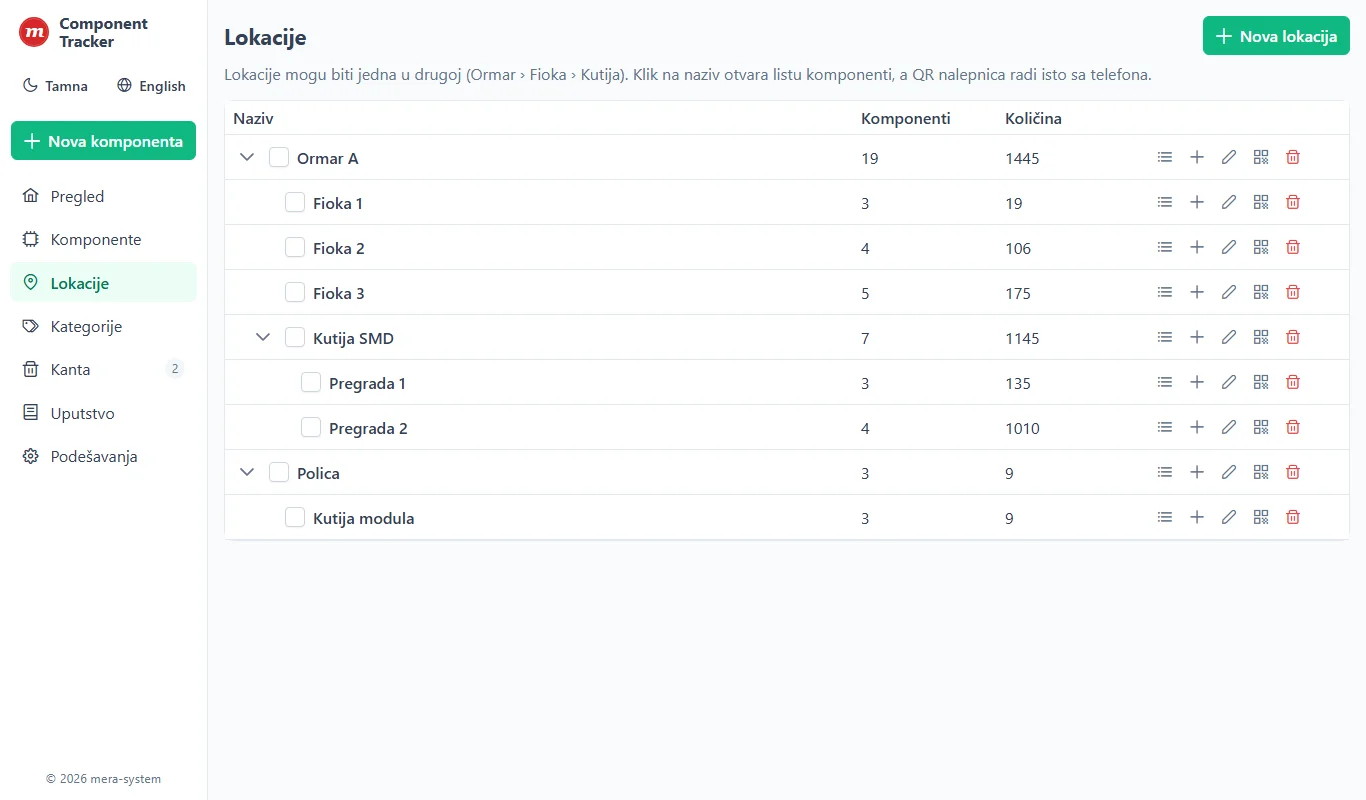 m Component
Tracker
Tamna English
Nova komponenta
Pregled
Komponente
Lokacije
Kategorije
Kanta 2
Uputstvo
Podešavanja
© 2026 mera-system
Lokacije
Nova lokacija
Lokacije mogu biti jedna u drugoj (Ormar › Fioka › Kutija). Klik na naziv otvara listu komponenti, a QR nalepnica radi isto sa telefona.
Naziv Komponenti Količina
Ormar A 19 1445
Fioka 1 3 19
Fioka 2 4 106
Fioka 3 5 175
Kutija SMD 7 1145
Pregrada 1 3 135
Pregrada 2 4 1010
Polica 3 9
Kutija modula 3 9